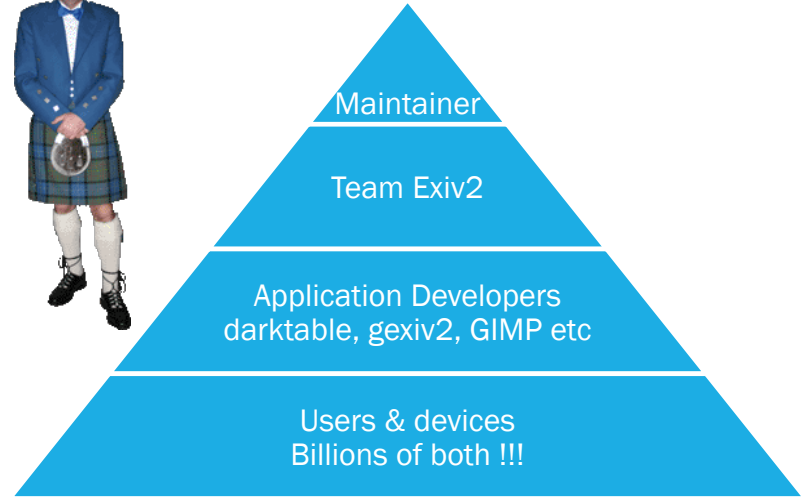 Maintainer
Team Exiv2
Application Developers
darktable, gexiv2, GIMP etc
Users & devices
Billions of both !!!